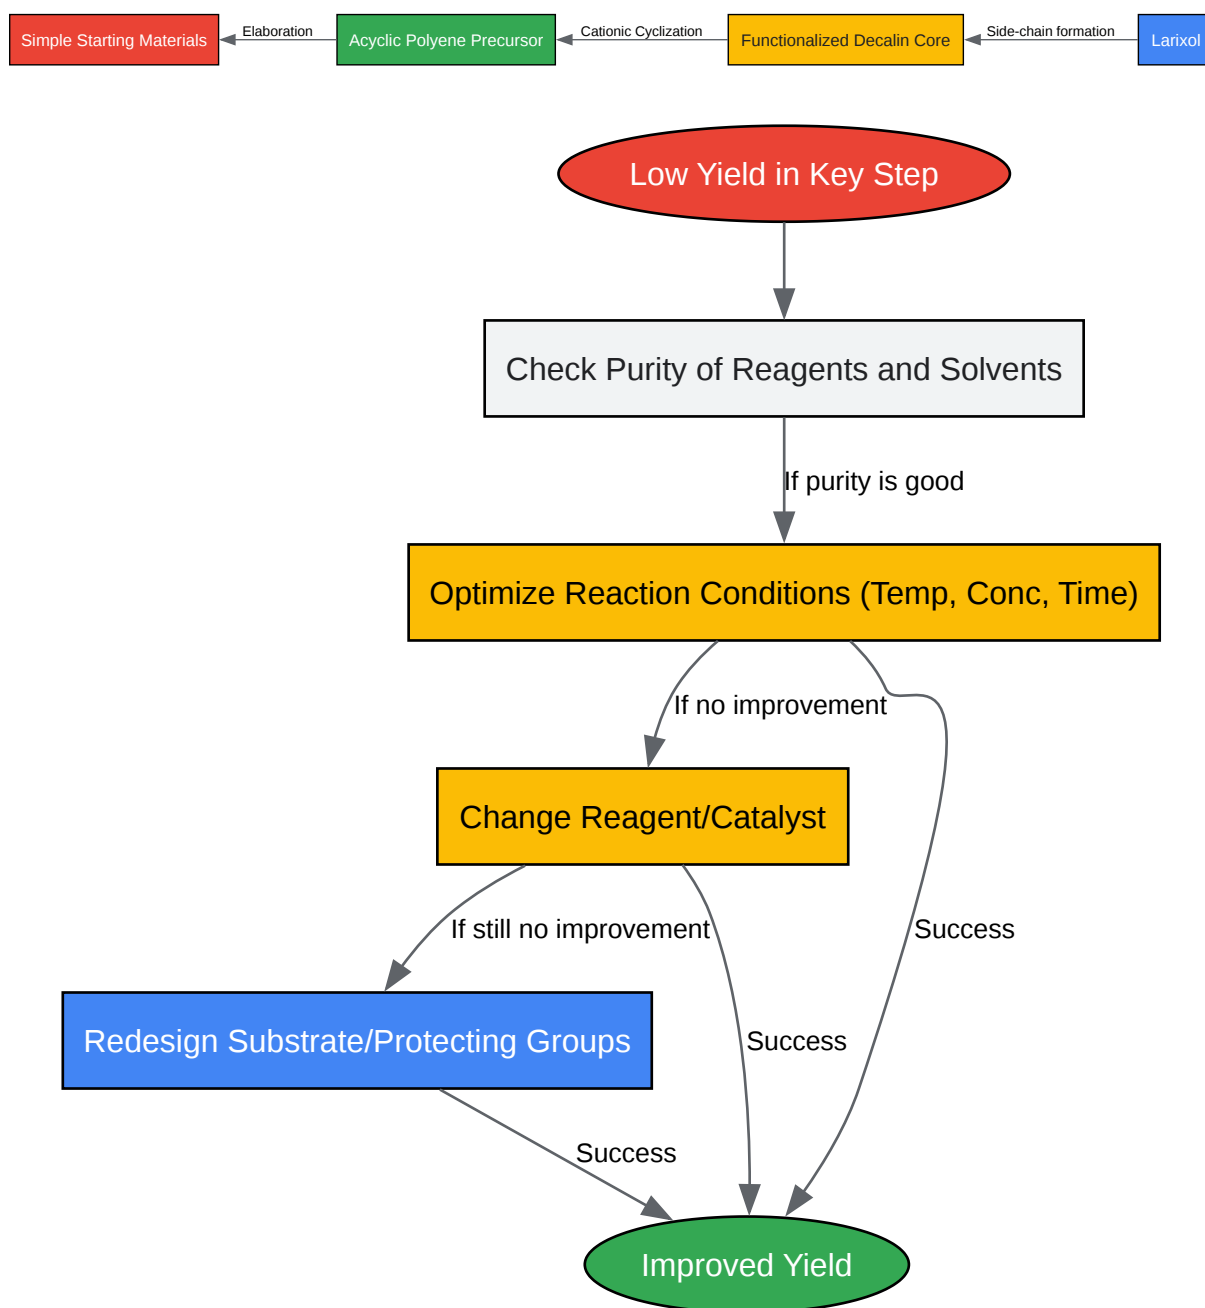 Simple Starting Materials
Elaboration
Acyclic Polyene Precursor
Cationic Cyclization
Functionalized Decalin Core
Side-chain formation
Larixol
Low Yield in Key Step
Check Purity of Reagents and Solvents
If purity is good
Optimize Reaction Conditions (Temp, Conc, Time)
If no improvement
Change Reagent/Catalyst
If still no improvement
Success
Redesign Substrate/Protecting Groups
Success
Success
Improved Yield